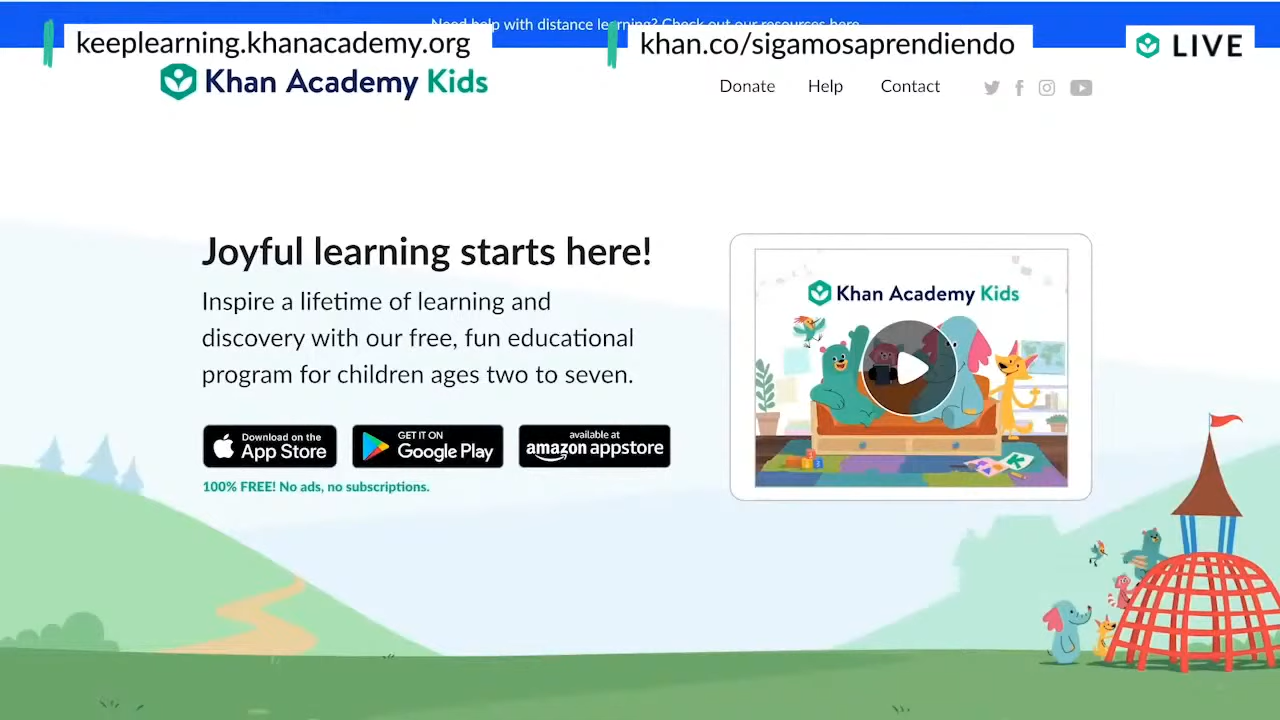 Need help with distance learning? Check out our resources here.
keeplearning.khanacademy.org
khan.co/sigamosaprendiendo
LIVE
Khan Academy Kids
Donate Help Contact
Joyful learning starts here!
Inspire a lifetime of learning and
discovery with our free, fun educational
program for children ages two to seven.
Download on the
App Store
GET IT ON
Google Play
available at
amazon appstore
100% FREE! No ads, no subscriptions.
Khan Academy Kids